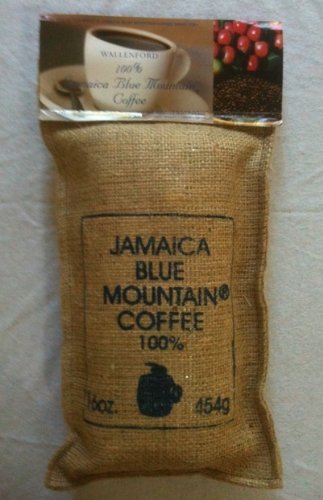 WALLENFORD
100%
Jamaica Blue Mountain
Coffee
JAMAICA
BLUE
MOUNTAIN®
COFFEE
100%
16oz. 454g